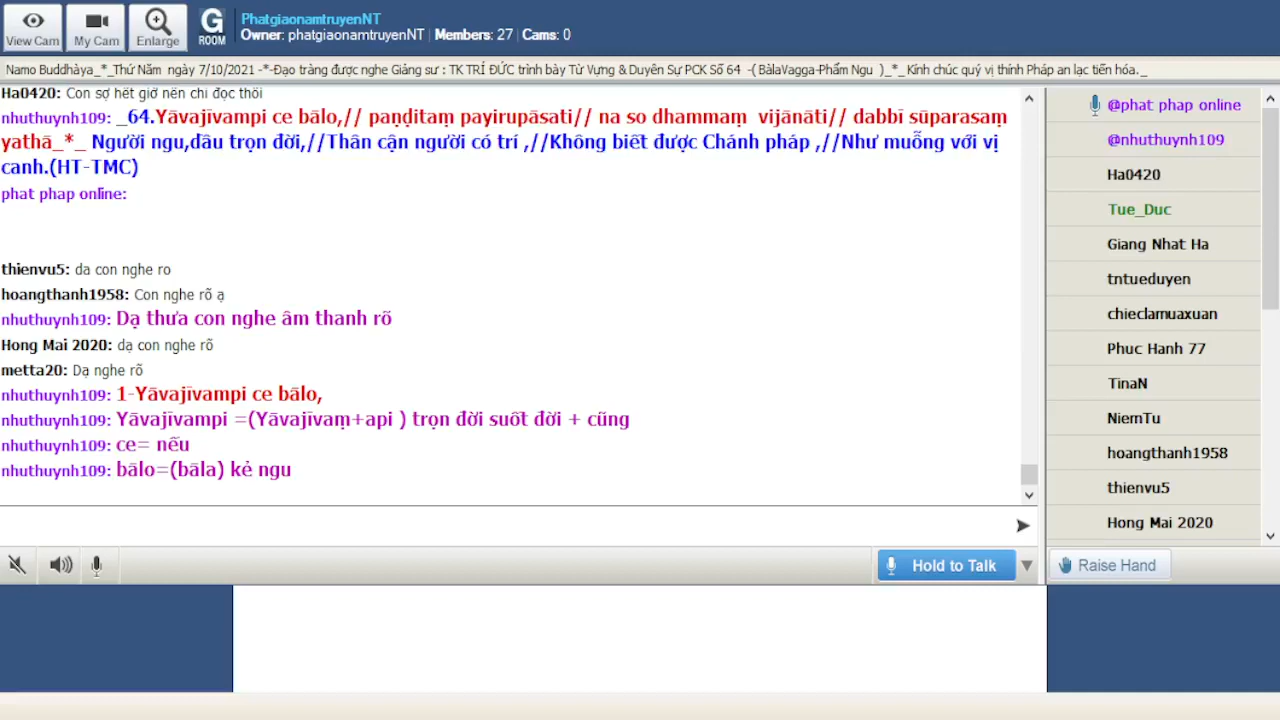 View Cam
My Cam
Enlarge
G
ROOM
PhatgiaonamtruyenNT
Owner: phatgiaonamtruyenNT | Members: 27 | Cams: 0
Namo Buddhàya_*_Thứ Năm ngày 7/10/2021 -*-Đạo tràng được nghe Giảng sư : TK TRÍ ĐỨC trình bày Từ Vựng & Duyên Sự PCK Số 64 -( BàlaVagga-Phẩm Ngu )_*_ Kính chúc quý vị thính Pháp an lạc tiến hóa._
Ha0420: Con sợ hết giờ nên chỉ đọc thôi
nhuthuynh109: _64.Yāvajīvampi ce bālo,// paṇḍitaṃ payirupāsati// na so dhammaṃ vijānāti// dabbī sūparasaṃ
yathā_*_ Người ngu,dầu trọn đời,//Thân cận người có trí ,//Không biết được Chánh pháp ,//Như muỗng với vị
canh.(HT-TMC)
phat phap online:
thienvu5: da con nghe ro
hoangthanh1958: Con nghe rõ ạ
nhuthuynh109: Dạ thưa con nghe âm thanh rõ
Hong Mai 2020: dạ con nghe rõ
metta20: Dạ nghe rõ
nhuthuynh109: 1-Yāvajīvampi ce bālo,
nhuthuynh109: Yāvajīvampi =(Yāvajīvaṃ+api ) trọn đời suốt đời + cũng
nhuthuynh109: ce= nếu
nhuthuynh109: bālo=(bāla) kẻ ngu
@phat phap online
@nhuthuynh109
Ha0420
Tue_Duc
Giang Nhat Ha
tntueduyen
chieclamuaxuan
Phuc Hanh 77
TinaN
NiemTu
hoangthanh1958
thienvu5
Hong Mai 2020
Hold to Talk
Raise Hand